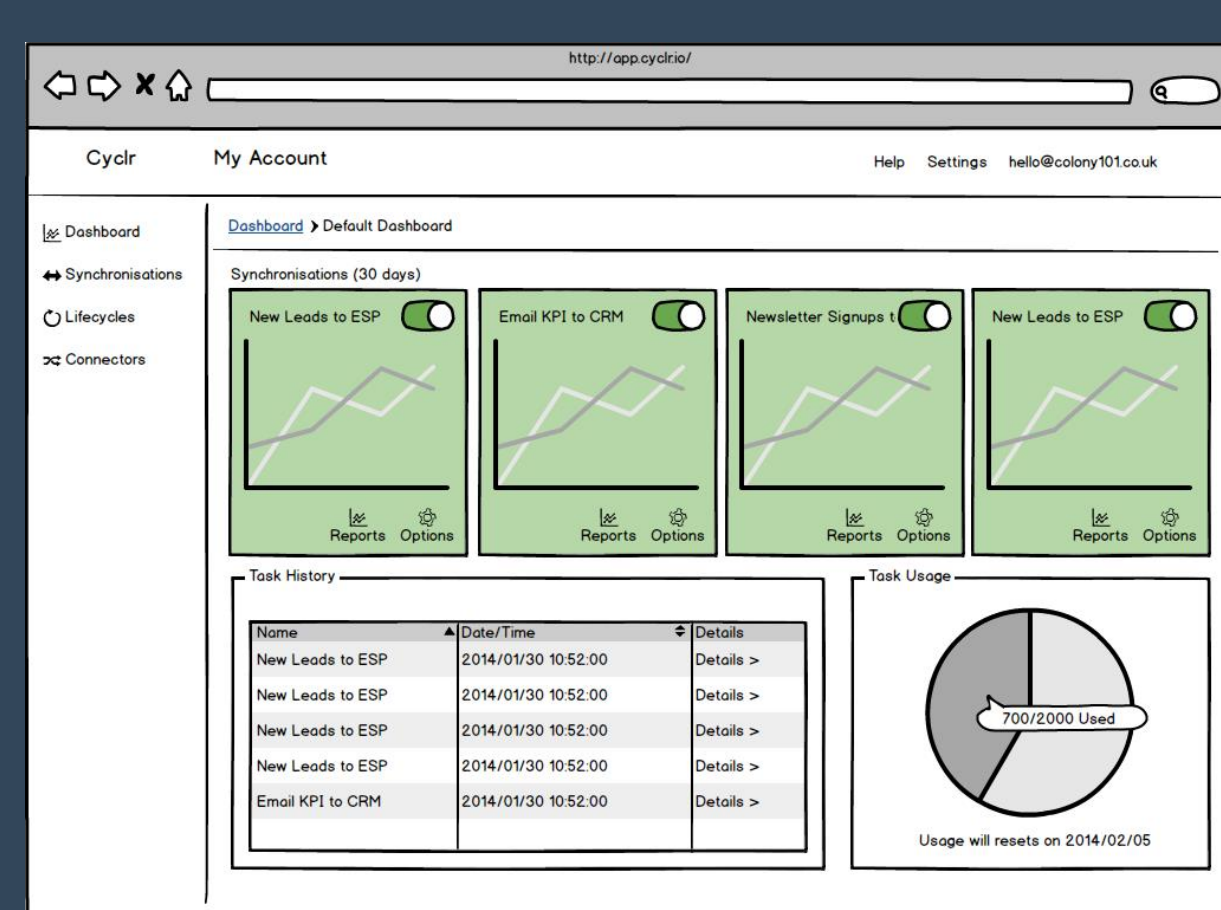 http://app.cyclr.io/
Cyclr My Account Help Settings hello@colony101.co.uk
Dashboard
Synchronisations
Lifecycles
Connectors
Dashboard Default Dashboard
Synchronisations (30 days)
New Leads to ESP
Reports Options
Email KPI to CRM
Reports Options
Newsletter Signups t
Reports Options
New Leads to ESP
Reports Options
Task History
Name Date/Time Details
New Leads to ESP 2014/01/30 10:52:00 Details >
New Leads to ESP 2014/01/30 10:52:00 Details >
New Leads to ESP 2014/01/30 10:52:00 Details >
New Leads to ESP 2014/01/30 10:52:00 Details >
Email KPI to CRM 2014/01/30 10:52:00 Details >
Task Usage
700/2000 Used
Usage will resets on 2014/02/05